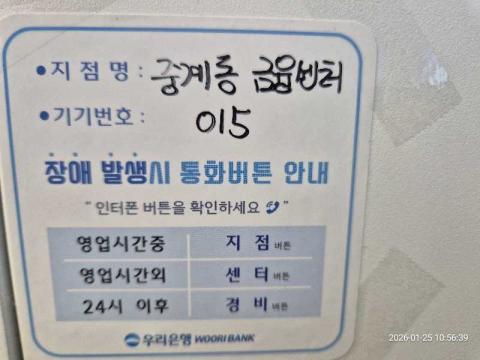 • 지점명 : 중계동 금융센터
• 기기번호 : 015
장애 발생시 통화버튼 안내
" 인터폰 버튼을 확인하세요 "
영업시간중 지 점 버튼
영업시간외 센 터 버튼
24시 이후 경 비 버튼
우리은행 WOORI BANK
2026-01-25 10:56:39